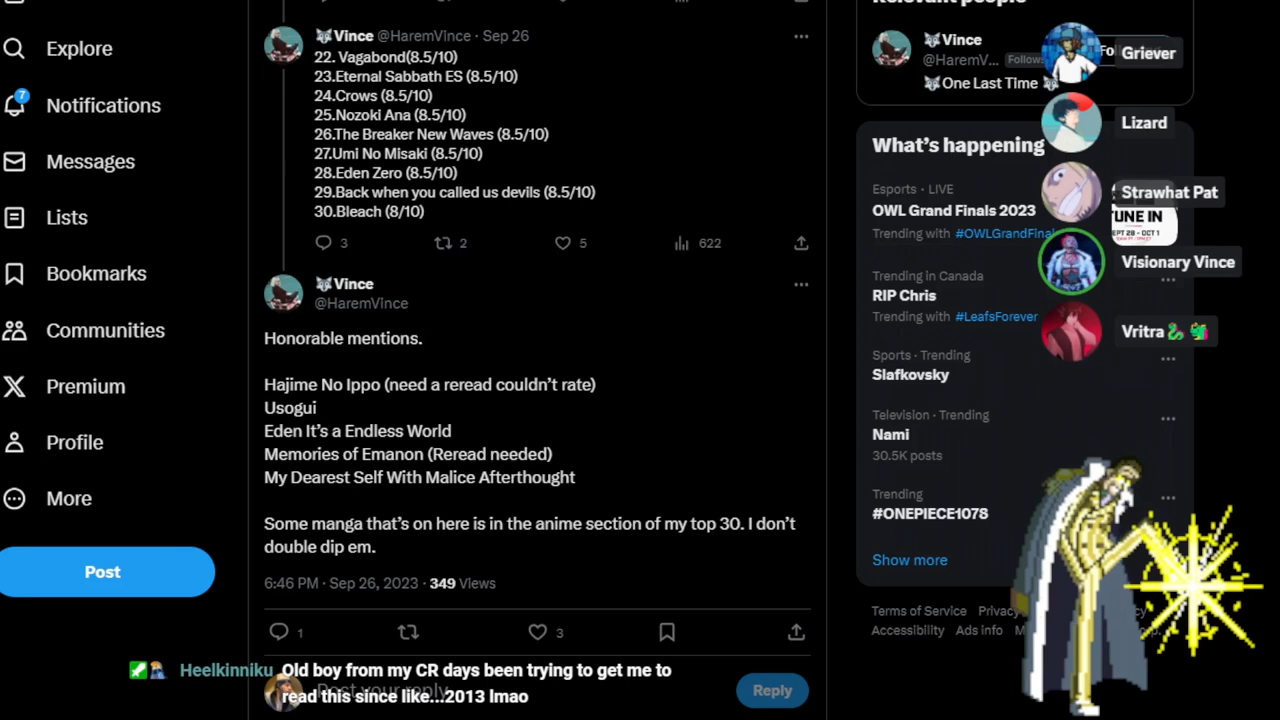 Explore
Notifications
7
Messages
Lists
Bookmarks
Communities
Premium
Profile
More
Post
Vince @HaremVince · Sep 26
22. Vagabond(8.5/10)
23.Eternal Sabbath ES (8.5/10)
24.Crows (8.5/10)
25.Nozoki Ana (8.5/10)
26.The Breaker New Waves (8.5/10)
27.Umi No Misaki (8.5/10)
28.Eden Zero (8.5/10)
29.Back when you called us devils (8.5/10)
30.Bleach (8/10)
3 2 5 622
Vince
@HaremVince
Honorable mentions.
Hajime No Ippo (need a reread couldn't rate)
Usogui
Eden It's a Endless World
Memories of Emanon (Reread needed)
My Dearest Self With Malice Afterthought
Some manga that's on here is in the anime section of my top 30. I don't
double dip em.
6:46 PM · Sep 26, 2023 · 349 Views
1 3
Heelkinniku Old boy from my CR days been trying to get me to
read this since like...2013 lmao
Post your reply
Reply
Relevant people
Vince
@HaremV... Follows
One Last Time
What's happening
Esports · LIVE
OWL Grand Finals 2023
Trending with #OWLGrandFinal
TUNE IN
SEPT 28 - OCT 1
Trending in Canada
RIP Chris
Trending with #LeafsForever
Sports · Trending
Slafkovsky
Television · Trending
Nami
30.5K posts
Trending
#ONEPIECE1078
Show more
Terms of Service
Accessibility Ads info
Griever
Lizard
Strawhat Pat
Visionary Vince
Vritra